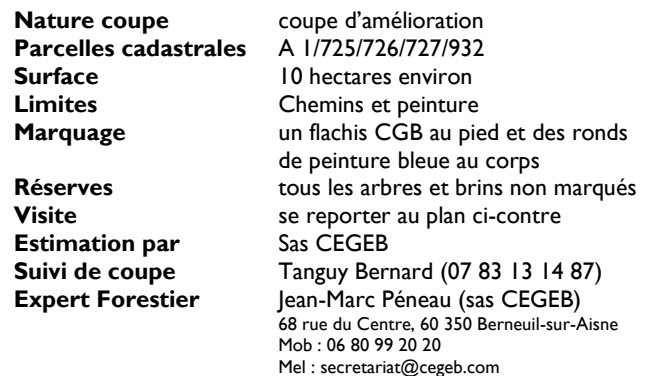 Nature coupe coupe d'amélioration
Parcelles cadastrales A 1/725/726/727/932
Surface 10 hectares environ
Limites Chemins et peinture
Marquage un flachis CGB au pied et des ronds
de peinture bleue au corps
Réserves tous les arbres et brins non marqués
Visite se reporter au plan ci-contre
Estimation par Sas CEGEB
Suivi de coupe Tanguy Bernard (07 83 13 14 87)
Expert Forestier Jean-Marc Péneau (sas CEGEB)
68 rue du Centre, 60 350 Berneuil-sur-Aisne
Mob : 06 80 99 20 20
Mel : secretariat@cegeb.com